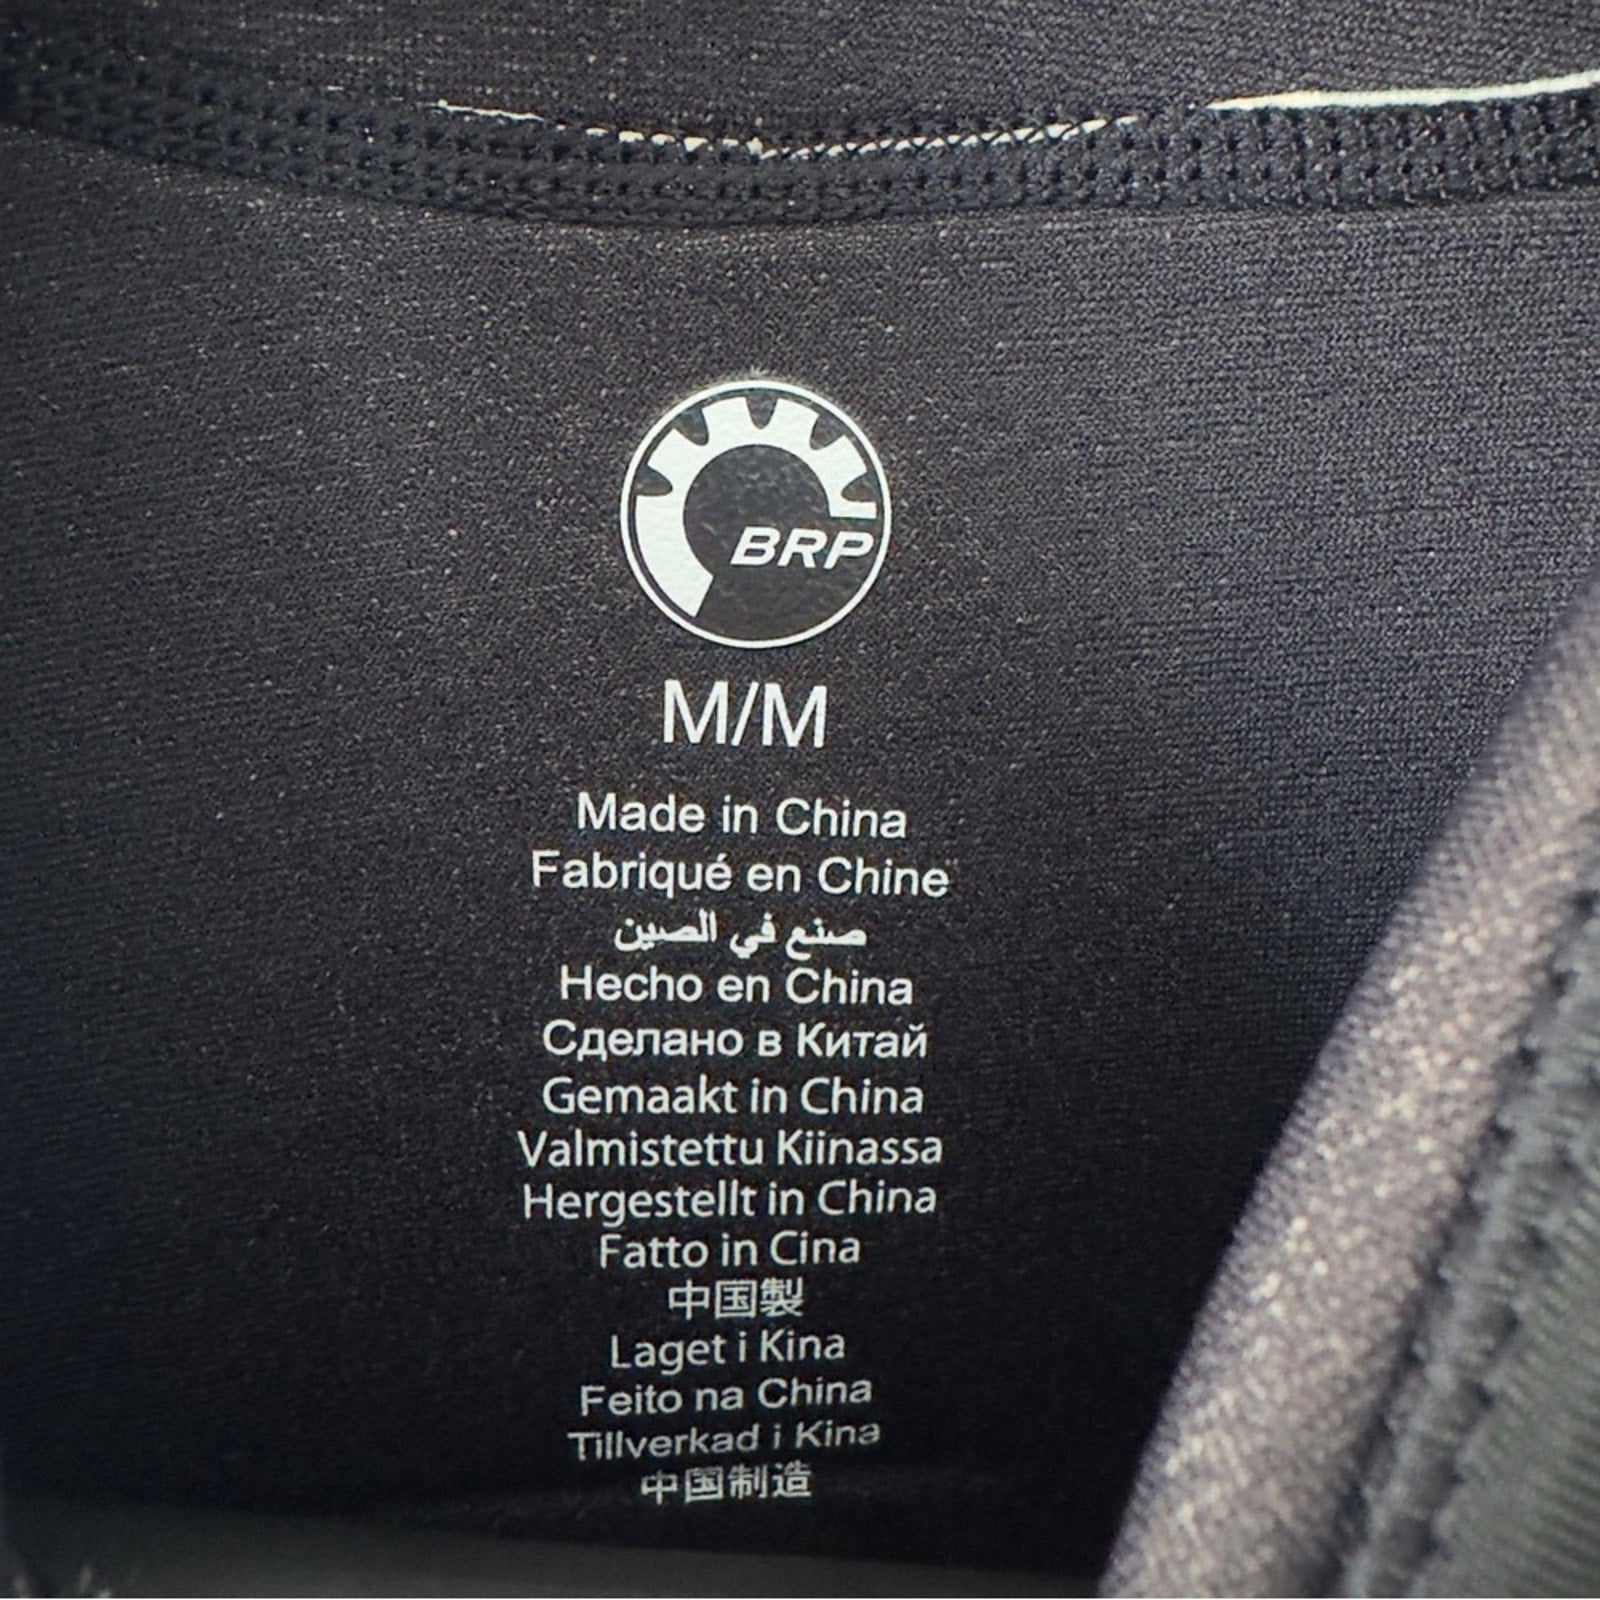 BRP
M/M
Made in China
Fabriqué en Chine
صنع في الصين
Hecho en China
Сделано в Китай
Gemaakt in China
Valmistettu Kiinassa
Hergestellt in China
Fatto in Cina
中国製
Laget i Kina
Feito na China
Tillverkad i Kina
中国制造